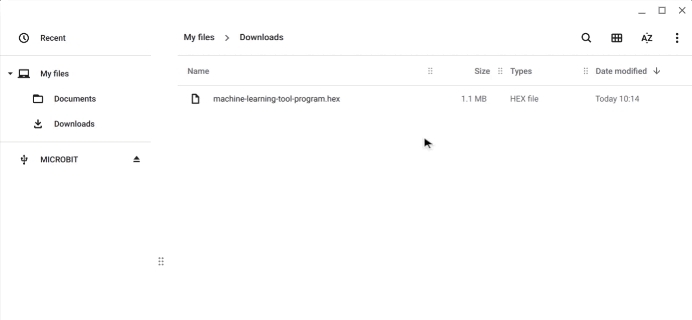 Recent
My files > Downloads
AZ
My files
Name Size Types Date modified
Documents
machine-learning-tool-program.hex 1.1 MB HEX file Today 10:14
Downloads
MICROBIT